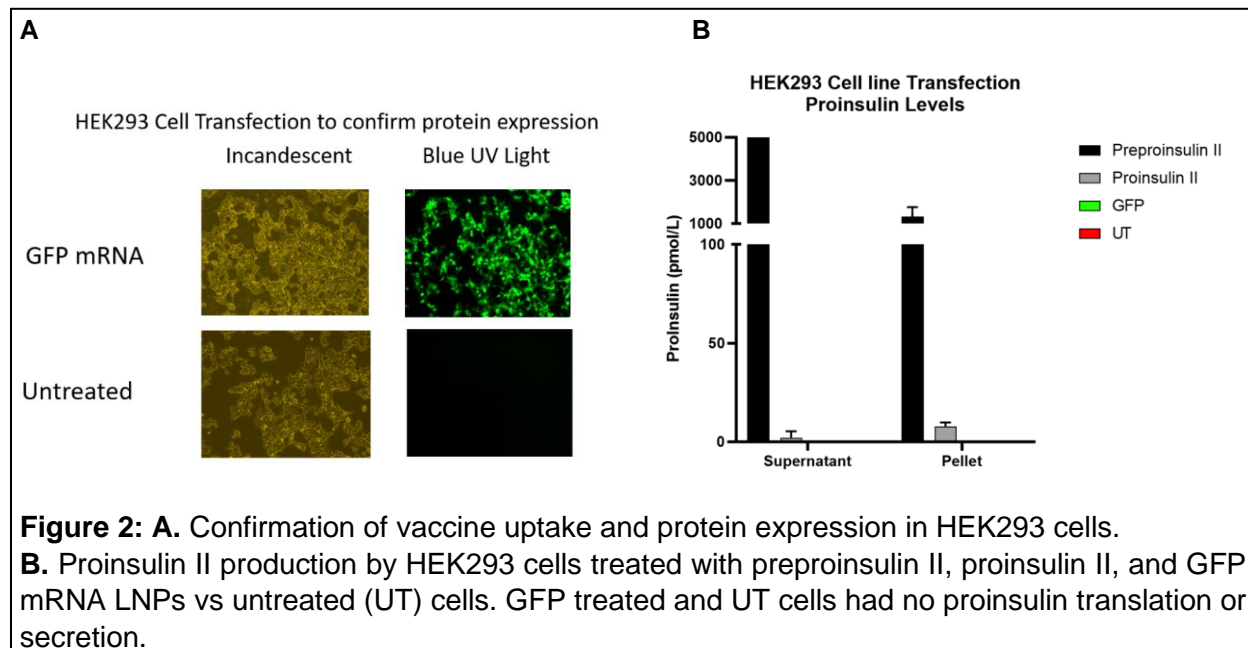 A
HEK293 Cell Transfection to confirm protein expression
Incandescent
Blue UV Light
GFP mRNA
Untreated
B
HEK293 Cell line Transfection
Proinsulin Levels
Proinsulin (pmol/L)
5000
3000
1000
100
50
0
Supernatant
Pellet
Preproinsulin II
Proinsulin II
GFP
UT
Figure 2: A. Confirmation of vaccine uptake and protein expression in HEK293 cells.
B. Proinsulin II production by HEK293 cells treated with preproinsulin II, proinsulin II, and GFP
mRNA LNPs vs untreated (UT) cells. GFP treated and UT cells had no proinsulin translation or
secretion.